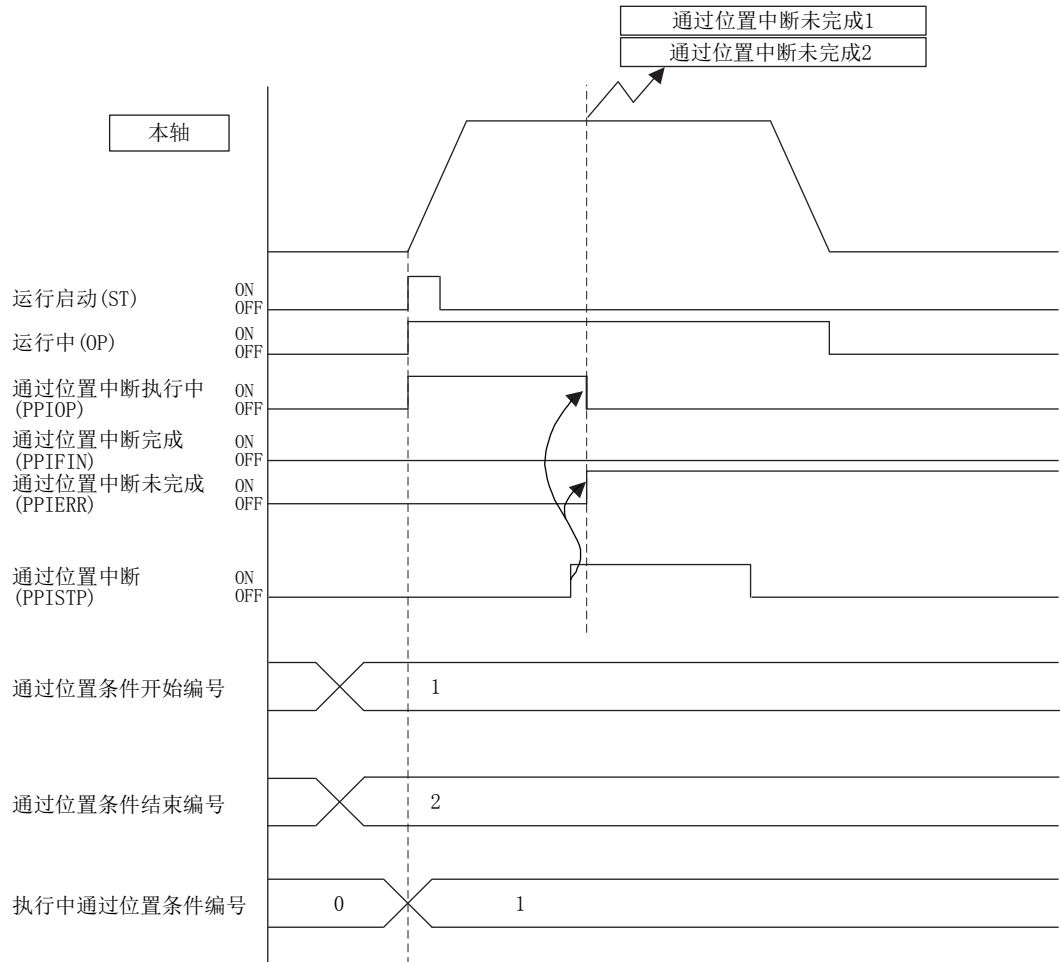 通过位置中断未完成1
通过位置中断未完成2
本轴
运行启动(ST)
ON
OFF
运行中(OP)
ON
OFF
通过位置中断执行中
(PPIOP)
ON
OFF
通过位置中断完成
(PPIFIN)
ON
OFF
通过位置中断未完成
(PPIERR)
ON
OFF
通过位置中断
(PPISTP)
ON
OFF
通过位置条件开始编号
1
通过位置条件结束编号
2
执行中通过位置条件编号
0
1